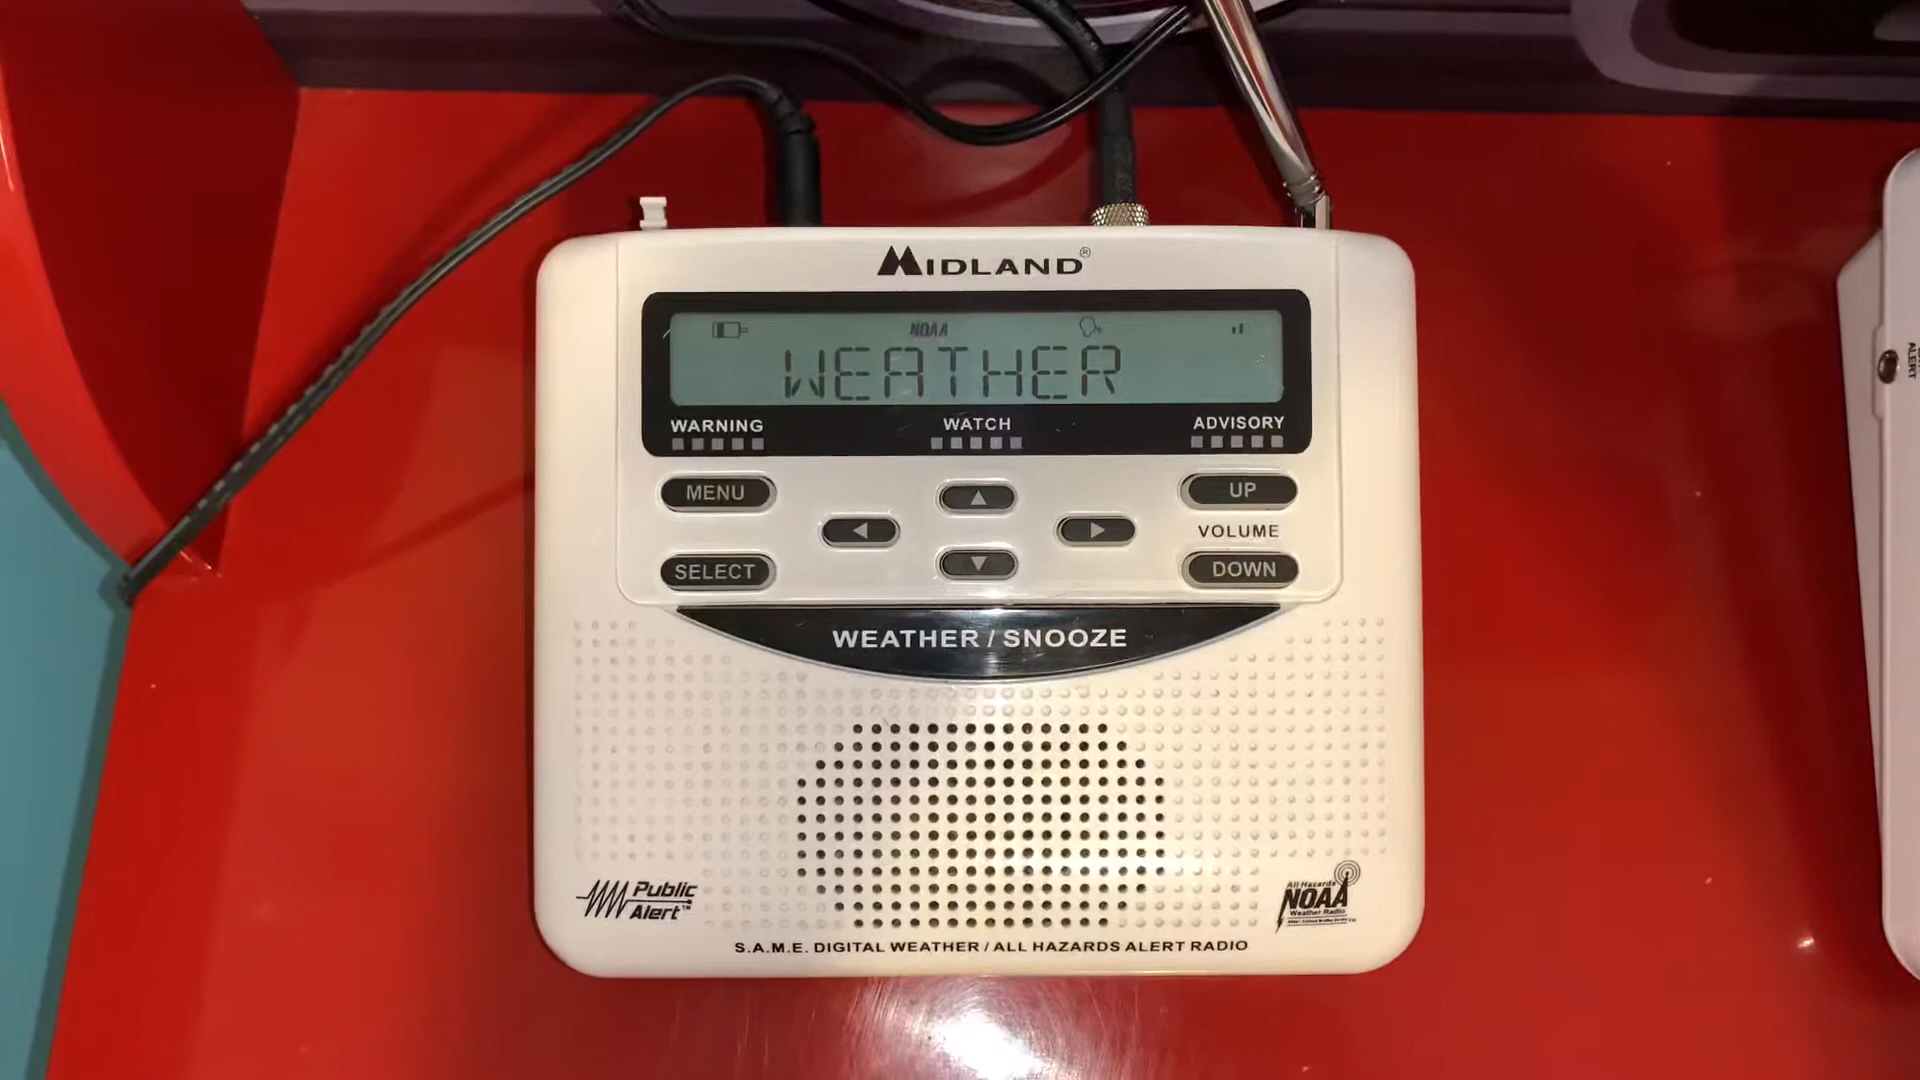 MIDLAND®
NOAA
WEATHER
WARNING WATCH ADVISORY
MENU UP
VOLUME
SELECT DOWN
WEATHER / SNOOZE
Public
Alert™
All Hazards
NOAA
Weather Radio
S.A.M.E. DIGITAL WEATHER / ALL HAZARDS ALERT RADIO
ALERT